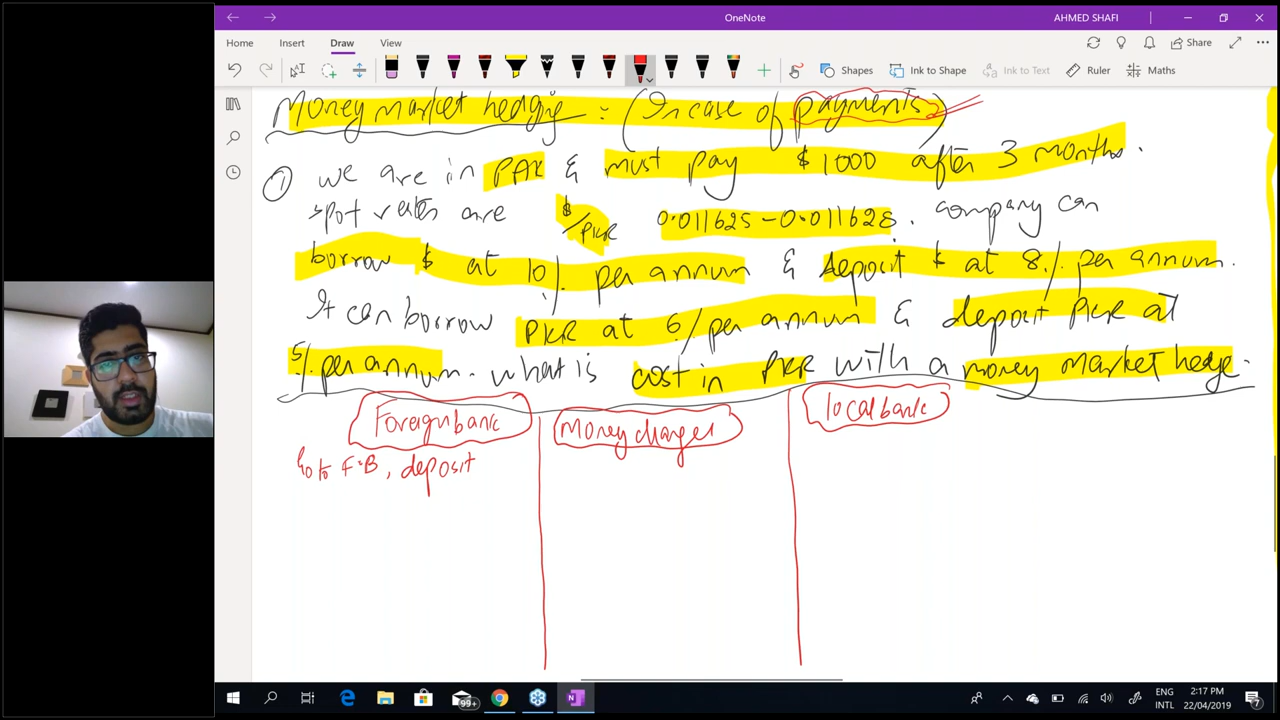 OneNote
AHMED SHAFI
Home Insert Draw View
Share
Shapes Ink to Shape Ink to Text Ruler Maths
Money market hedging :- (In case of payments)
① we are in PAK & must pay $1000 after 3 months.
spot rates are $/PKR 0.011625-0.011628. company can
borrow $ at 10% per annum & deposit $ at 8% per annum.
It can borrow PKR at 6% per annum & deposit PKR at
5% per annum. what is cost in PKR with a money market hedge.
Foreign bank Money changer local bank
Go to F.B, deposit
99+
ENG
INTL
2:17 PM
22/04/2019
7